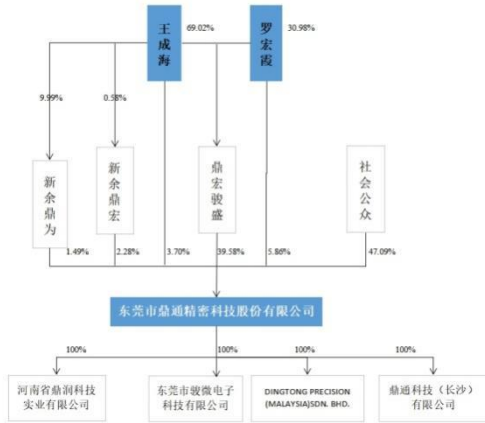 王成海
69.02%
罗宏霞
30.98%
9.99%
0.58%
新余鼎为
新余鼎宏
鼎宏骏盛
社会公众
1.49%
2.28%
3.70%
39.58%
5.86%
47.09%
东莞市鼎通精密科技股份有限公司
100%
100%
100%
100%
河南省鼎润科技
实业有限公司
东莞市骏微电子
科技有限公司
DINGTONG PRECISION
(MALAYSIA)SDN. BHD.
鼎通科技（长沙）
有限公司